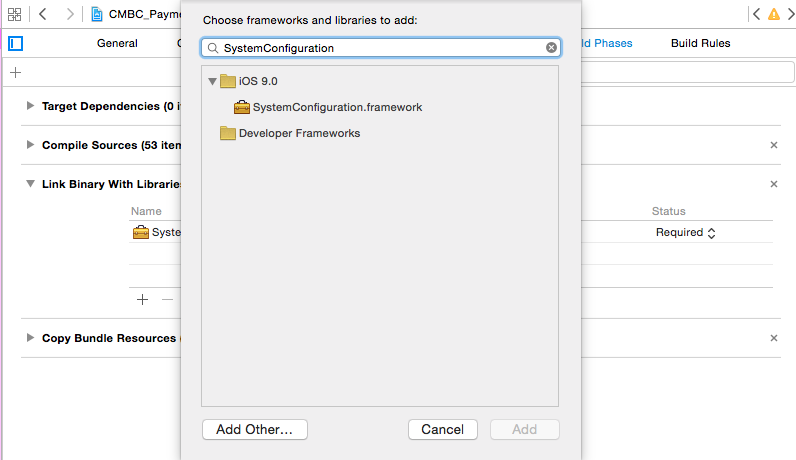 CMBC_Payme
Choose frameworks and libraries to add:
General
ld Phases
Build Rules
SystemConfiguration
iOS 9.0
SystemConfiguration.framework
Developer Frameworks
Target Dependencies (0 it
Compile Sources (53 item
Link Binary With Libraries
Name
Status
Syste
Required
Copy Bundle Resources (
Add Other...
Cancel
Add